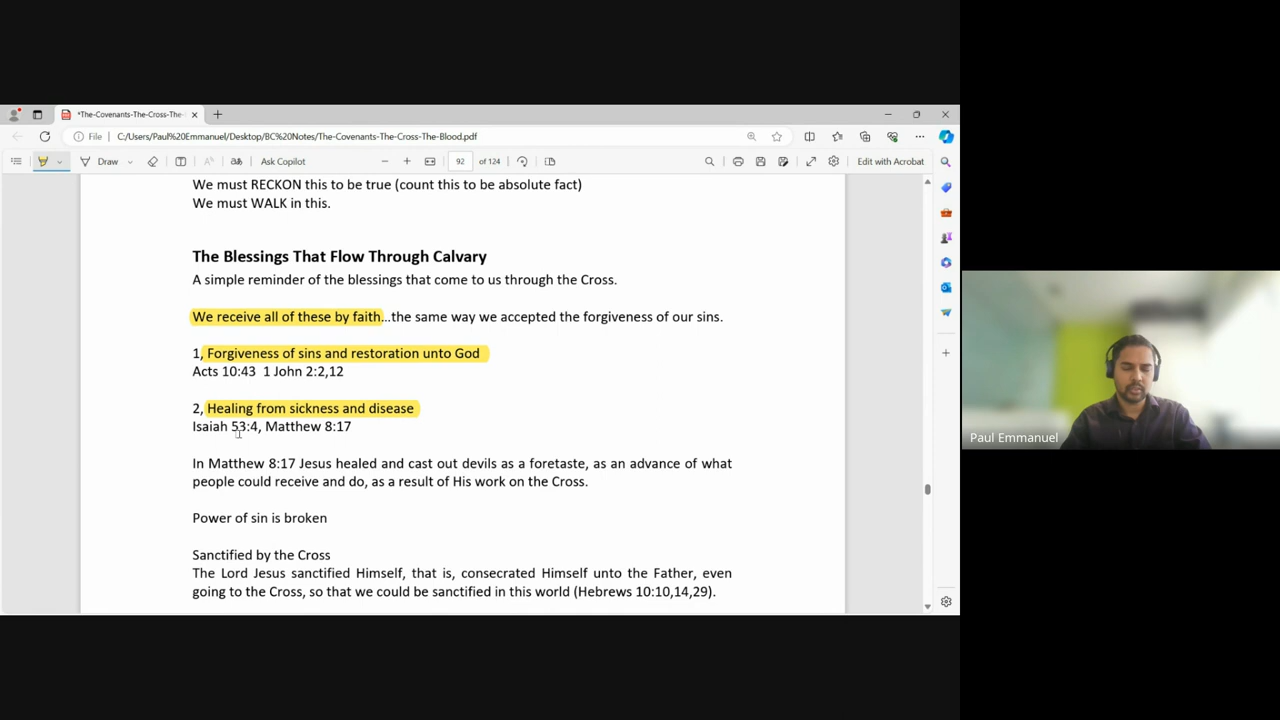 *The-Covenants-The-Cross-The-
File
C:/Users/Paul%20Emmanuel/Desktop/BC%20Notes/The-Covenants-The-Cross-The-Blood.pdf
Draw
Ask Copilot
92 of 124
Edit with Acrobat
We must RECKON this to be true (count this to be absolute fact)
We must WALK in this.
The Blessings That Flow Through Calvary
A simple reminder of the blessings that come to us through the Cross.
We receive all of these by faith...the same way we accepted the forgiveness of our sins.
1, Forgiveness of sins and restoration unto God
Acts 10:43 1 John 2:2,12
2, Healing from sickness and disease
Isaiah 53:4, Matthew 8:17
In Matthew 8:17 Jesus healed and cast out devils as a foretaste, as an advance of what
people could receive and do, as a result of His work on the Cross.
Power of sin is broken
Sanctified by the Cross
The Lord Jesus sanctified Himself, that is, consecrated Himself unto the Father, even
going to the Cross, so that we could be sanctified in this world (Hebrews 10:10,14,29).
Paul Emmanuel